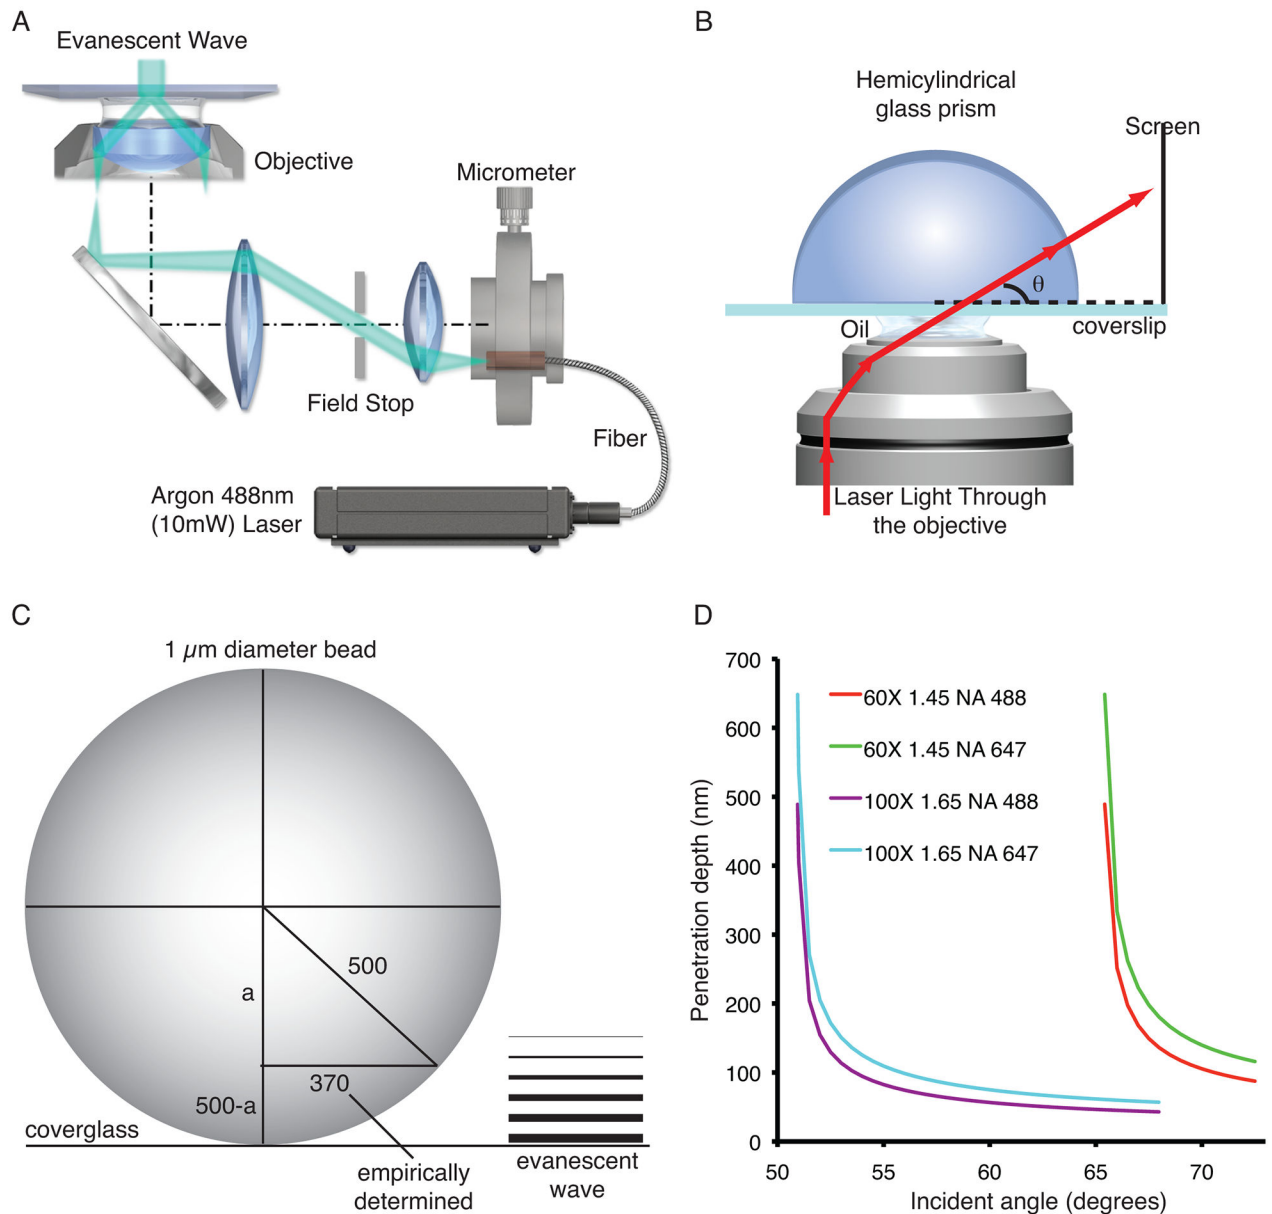 A
Evanescent Wave
Objective
Micrometer
Field Stop
Fiber
Argon 488nm
(10mW) Laser
B
Hemicylindrical
glass prism
Screen
θ
Oil
coverslip
Laser Light Through
the objective
C
1 µm diameter bead
500
a
370
500-a
coverglass
empirically
determined
evanescent
wave
D
700
600
500
400
300
200
100
0
Penetration depth (nm)
60X 1.45 NA 488
60X 1.45 NA 647
100X 1.65 NA 488
100X 1.65 NA 647
50 55 60 65 70
Incident angle (degrees)